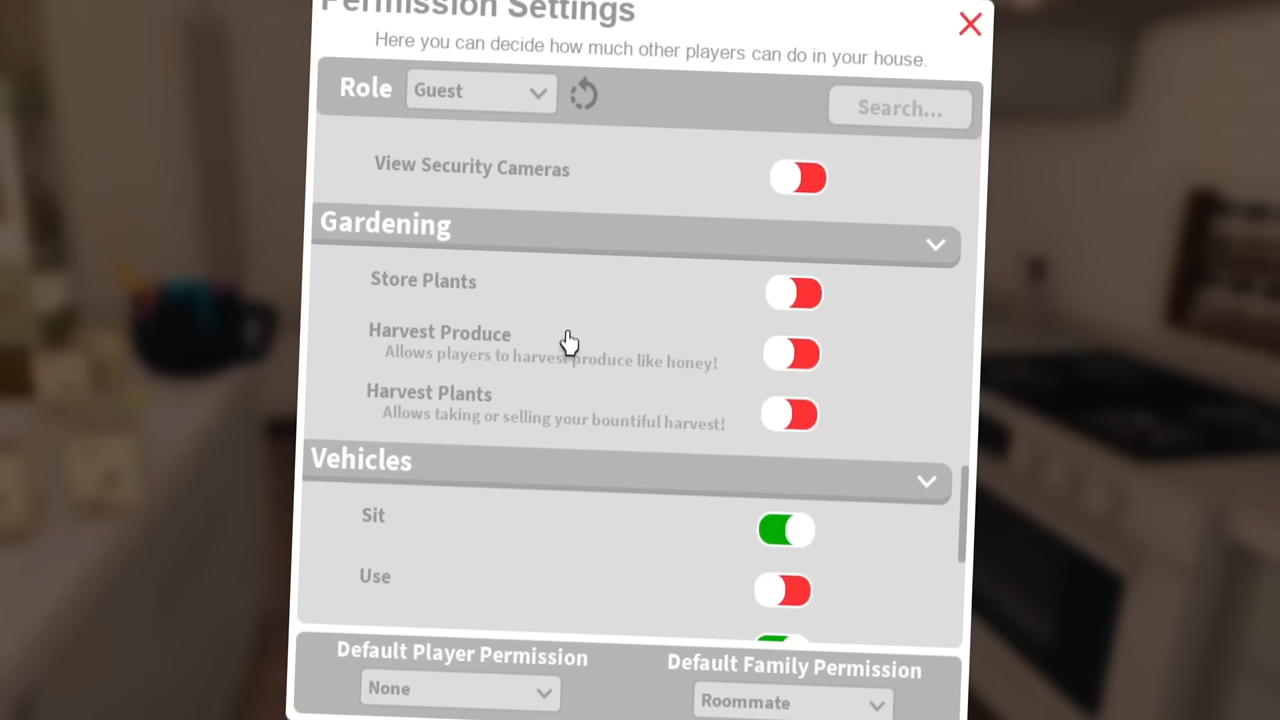 Permission Settings
Here you can decide how much other players can do in your house.
Role Guest Search...
View Security Cameras
Gardening
Store Plants
Harvest Produce
Allows players to harvest produce like honey!
Harvest Plants
Allows taking or selling your bountiful harvest!
Vehicles
Sit
Use
Default Player Permission Default Family Permission
None Roommate